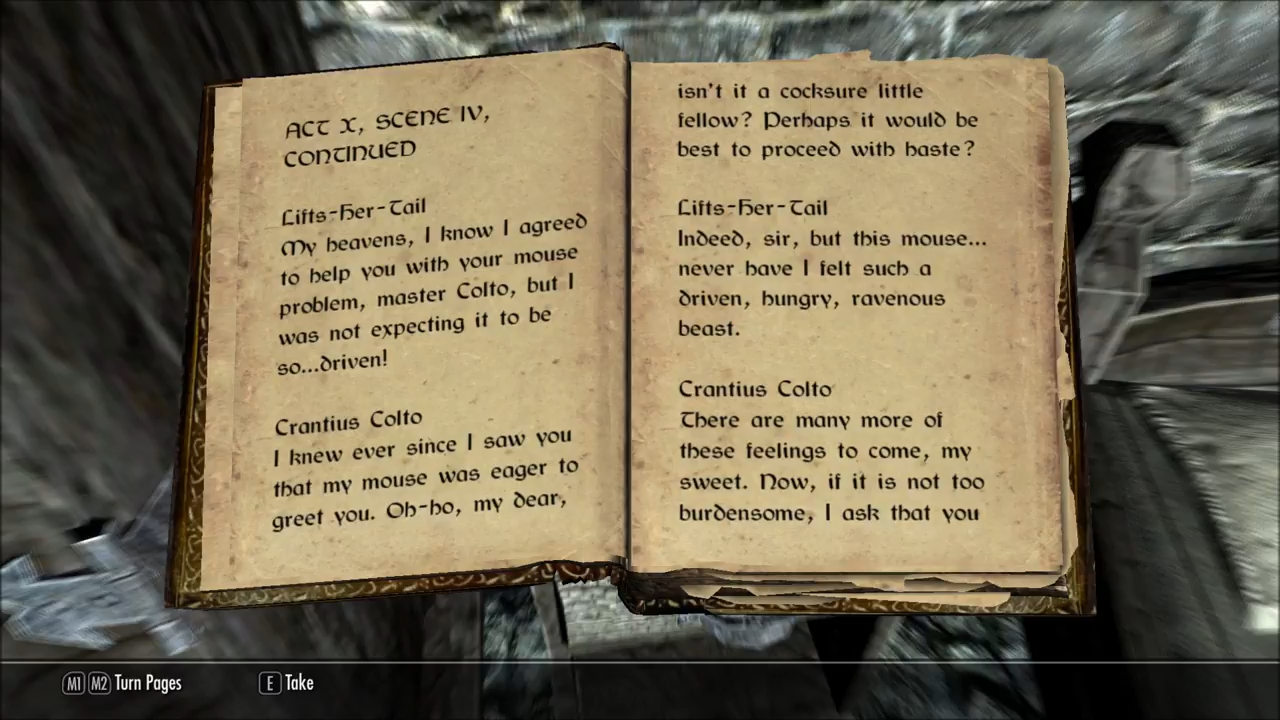 ACT X, SCENE IV,
CONTINUED
Lifts-Her-Tail
My heavens, I know I agreed
to help you with your mouse
problem, master Colto, but I
was not expecting it to be
so...driven!
Crantius Colto
I knew ever since I saw you
that my mouse was eager to
greet you. Oh-ho, my dear,
isn't it a cocksure little
fellow? Perhaps it would be
best to proceed with haste?
Lifts-Her-Tail
Indeed, sir, but this mouse...
never have I felt such a
driven, hungry, ravenous
beast.
Crantius Colto
There are many more of
these feelings to come, my
sweet. Now, if it is not too
burdensome, I ask that you
M1 M2 Turn Pages
E Take